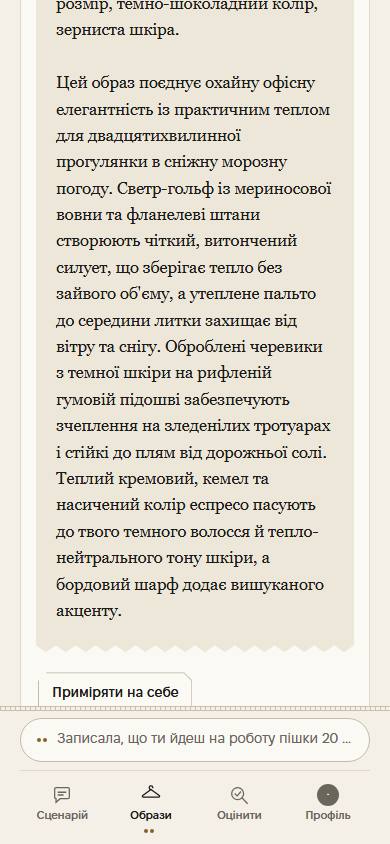 розмір, темно-шоколадний колір,
зерниста шкіра.
Цей образ поєднує охайну офісну
елегантність із практичним теплом
для двадцятихвилинної
прогулянки в сніжну морозну
погоду. Светр-гольф із мериносової
вовни та фланелеві штани
створюють чіткий, витончений
силует, що зберігає тепло без
зайвого об'єму, а утеплене пальто
до середини литки захищає від
вітру та снігу. Оброблені черевики
з темної шкіри на рифленій
гумовій підошві забезпечують
зчеплення на зледенілих тротуарах
і стійкі до плям від дорожньої солі.
Теплий кремовий, кемел та
насичений колір еспресо пасують
до твого темного волосся й тепло-
нейтрального тону шкіри, а
бордовий шарф додає вишуканого
акценту.
Приміряти на себе
Записала, що ти йдеш на роботу пішки 20 ...
Сценарій
Образи
Оцінити
Профіль